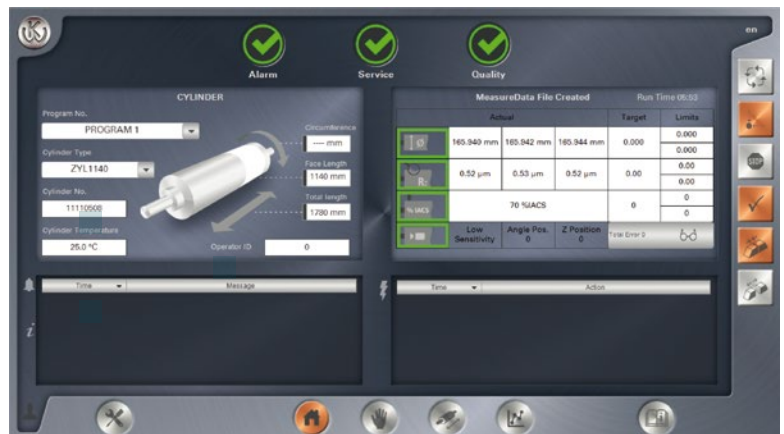 en
Alarm
Service
Quality
CYLINDER
Program No.
PROGRAM 1
Cylinder Type
ZYL1140
Cylinder No.
11110508
Cylinder Temperature
25.0 °C
Circumference
---- mm
Face Length
1140 mm
Total length
1780 mm
Operator ID
0
MeasureData File Created
Run Time 05:53
Actual
Target
Limits
165.940 mm
165.942 mm
165.944 mm
0.000
0.000
0.000
0.52 µm
0.53 µm
0.52 µm
0.00
0.00
0.00
% IACS
70 %IACS
0
0
0
Low Sensitivity
Angle Pos. 0
Z Position 0
Total Error 0
Time
Message
Time
Action
STOP